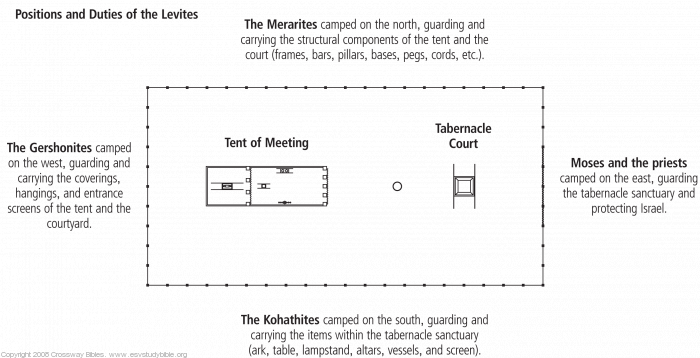 Positions and Duties of the Levites
The Merarites camped on the north, guarding and
carrying the structural components of the tent and the
court (frames, bars, pillars, bases, pegs, cords, etc.).
The Gershonites camped
on the west, guarding and
carrying the coverings,
hangings, and entrance
screens of the tent and the
courtyard.
Tent of Meeting
Tabernacle
Court
Moses and the priests
camped on the east, guarding
the tabernacle sanctuary and
protecting Israel.
The Kohathites camped on the south, guarding and
carrying the items within the tabernacle sanctuary
(ark, table, lampstand, altars, vessels, and screen).
Copyright 2008 Crossway Bibles. www.esvstudybible.org